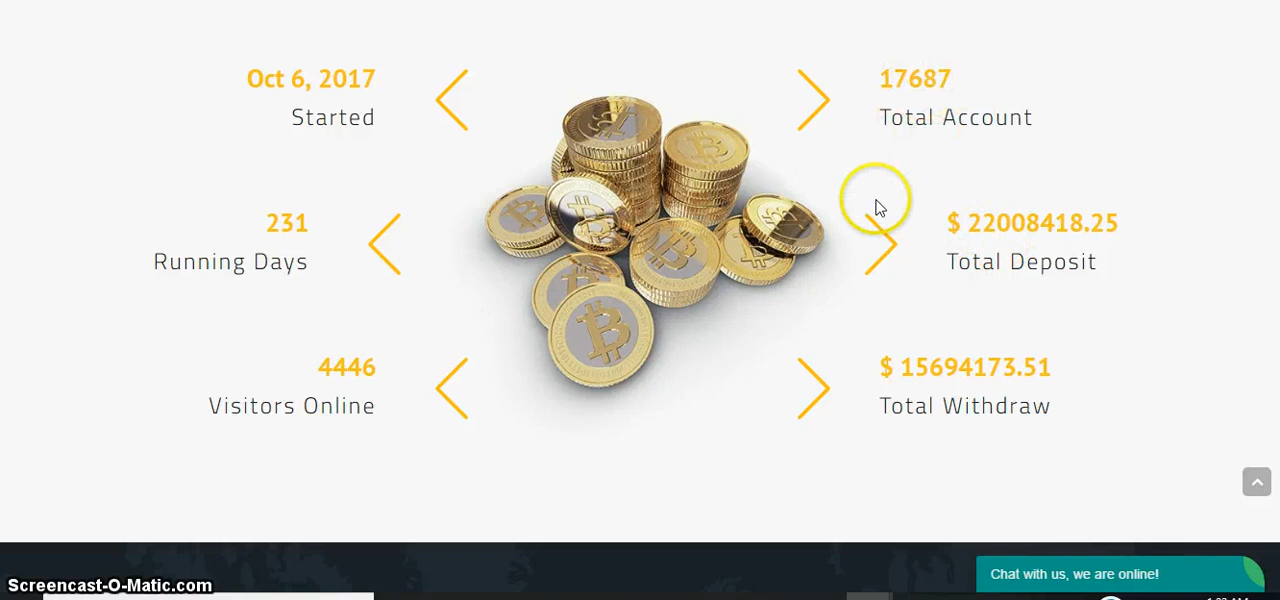 Oct 6, 2017
Started
17687
Total Account
231
Running Days
$ 22008418.25
Total Deposit
4446
Visitors Online
$ 15694173.51
Total Withdraw
Chat with us, we are online!
Screencast-O-Matic.com